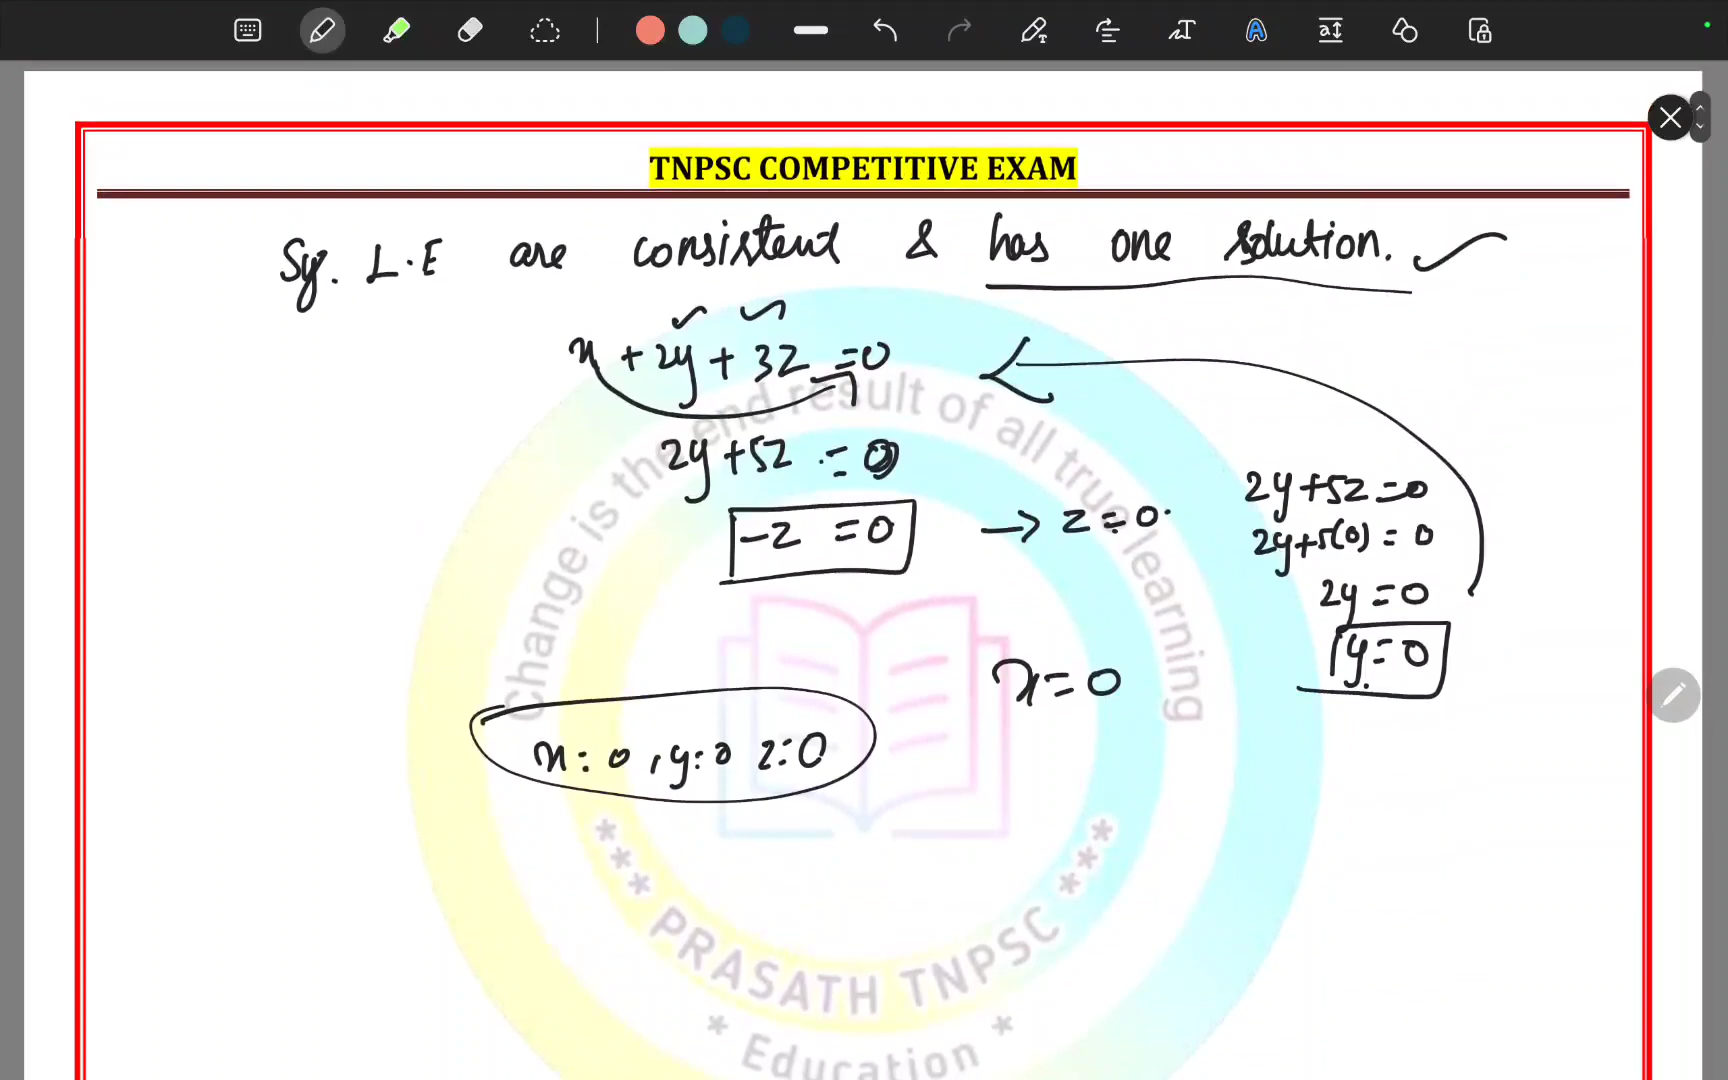 TNPSC COMPETITIVE EXAM
Sy. L.E are consistent & has one solution.
x + 2y + 3z = 0
2y + 5z = 0
-z = 0 → z = 0.
2y + 5z = 0
2y + 5(0) = 0
2y = 0
y = 0
x = 0
x = 0, y = 0 z = 0
Change is the end result of all true learning
*** PRASATH TNPSC ***
* Education *